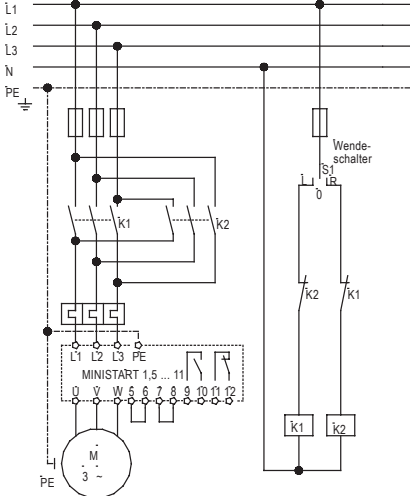 L1
L2
L3
N
PE
Wende-
schalter
S1
L R
0
K1 K2
K2 K1
L1 L2 L3 PE
MINISTART 1,5 ... 11
U V W 5 6 7 8 9 10 11 12
K1 K2
M
3 ~
PE